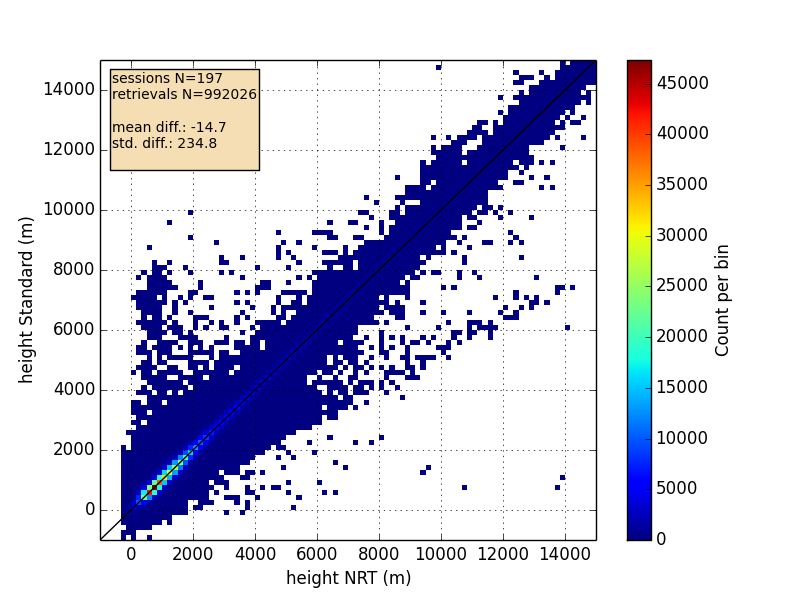 sessions N=197
retrievals N=992026
mean diff.: -14.7
std. diff.: 234.8
14000
12000
10000
8000
6000
4000
2000
0
height Standard (m)
0 2000 4000 6000 8000 10000 12000 14000
height NRT (m)
45000
40000
35000
30000
25000
20000
15000
10000
5000
0
Count per bin